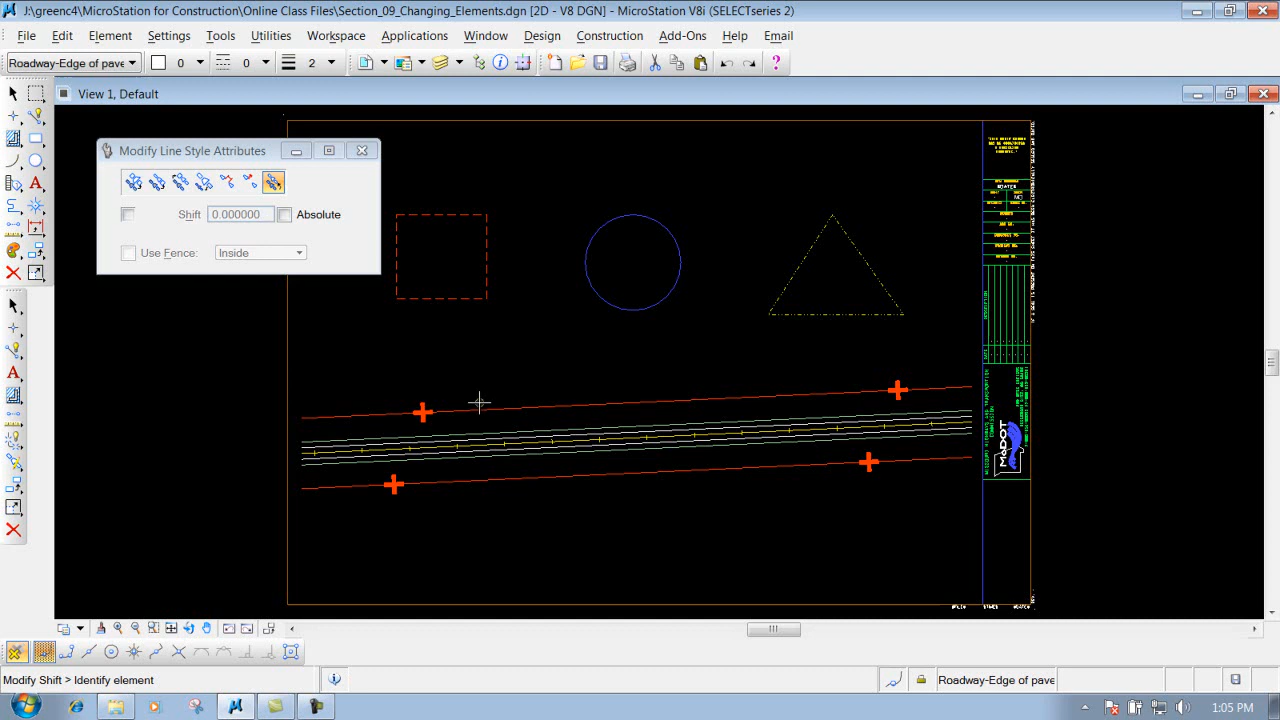 J:\greenc4\MicroStation for Construction\Online Class Files\Section_09_Changing_Elements.dgn [2D - V8 DGN] - MicroStation V8i (SELECTseries 2)
File Edit Element Settings Tools Utilities Workspace Applications Window Design Construction Add-Ons Help Email
Roadway-Edge of pave 0 0 2
View 1, Default
Modify Line Style Attributes
Shift 0.000000 Absolute
Use Fence: Inside
MoDOT
Modify Shift > Identify element
Roadway-Edge of pave
1:05 PM